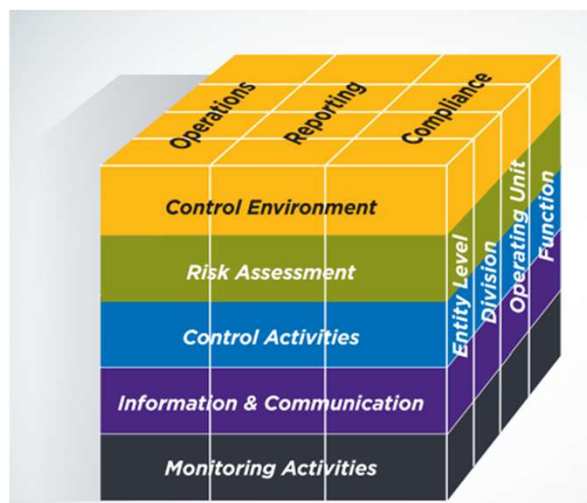 Operations
Reporting
Compliance
Control Environment
Risk Assessment
Control Activities
Information & Communication
Monitoring Activities
Entity Level
Division
Operating Unit
Function